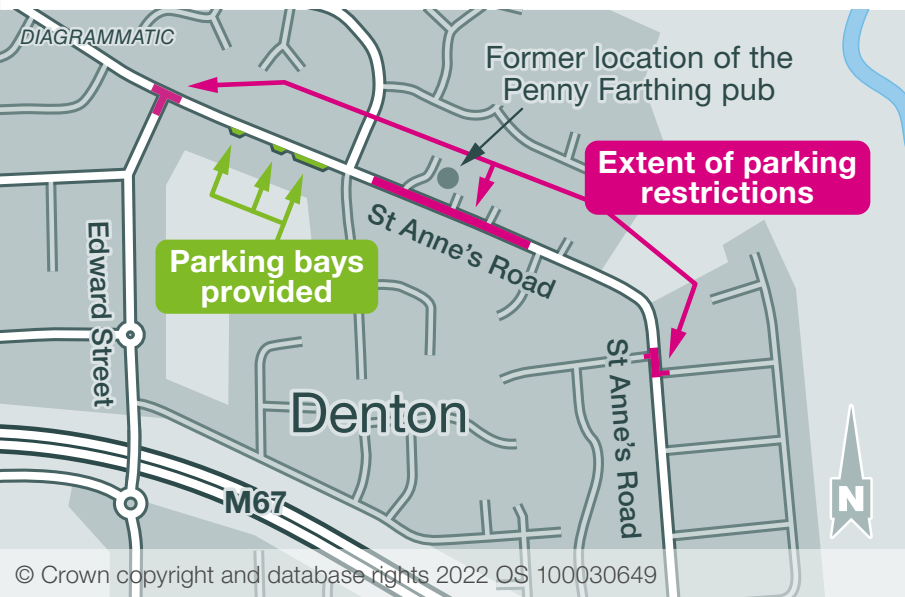 DIAGRAMMATIC
Former location of the
Penny Farthing pub
Extent of parking
restrictions
St Anne's Road
Parking bays
provided
Edward Street
St Anne's Road
Denton
M67
N
© Crown copyright and database rights 2022 OS 100030649